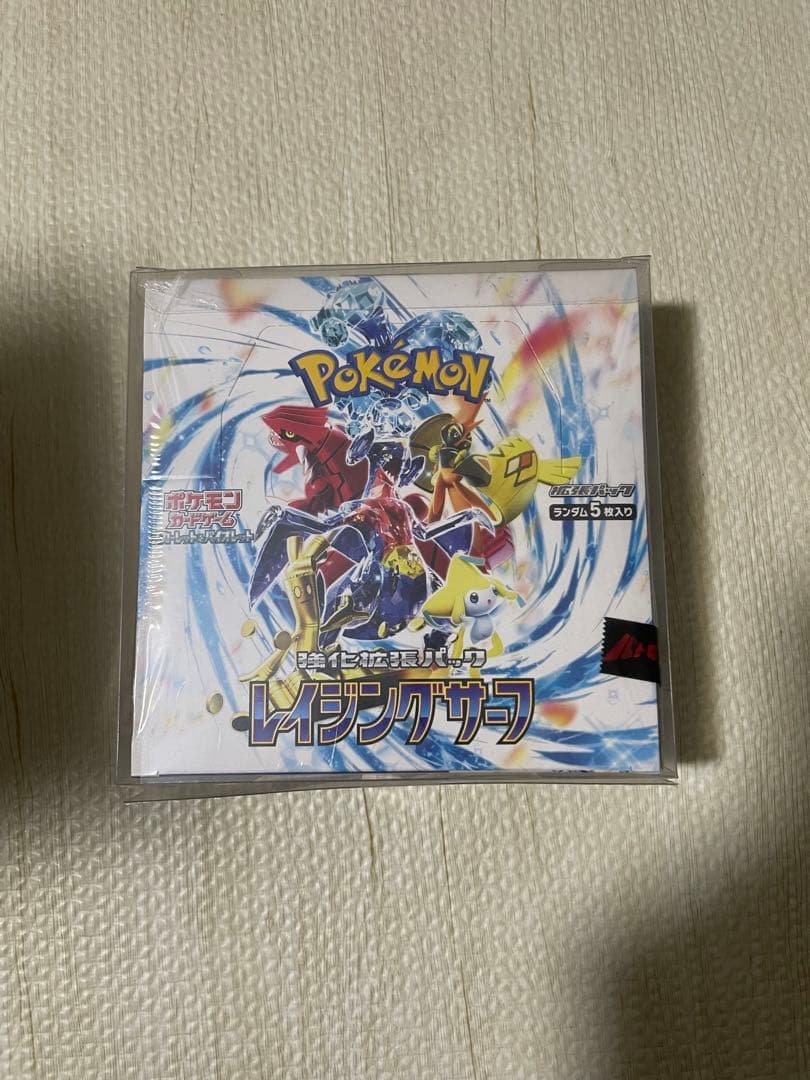 POKéMON
ポケモン
カードゲーム
スカーレット&バイオレット
拡張パック
ランダム5枚入り
強化拡張パック
レイジングサーフ